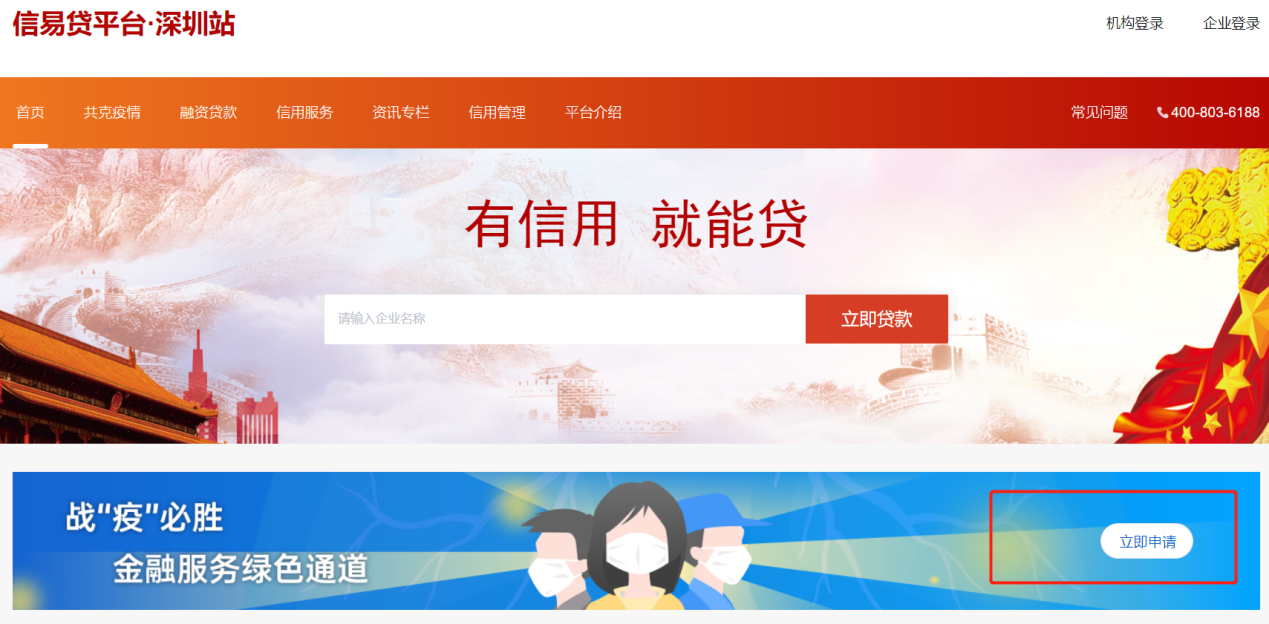 信易贷平台·深圳站
机构登录 企业登录
首页 共克疫情 融资贷款 信用服务 资讯专栏 信用管理 平台介绍 常见问题 400-803-6188
有信用 就能贷
请输入企业名称 立即贷款
战“疫”必胜
金融服务绿色通道
立即申请